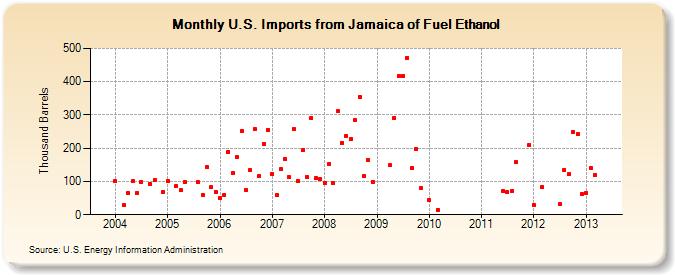 Monthly U.S. Imports from Jamaica of Fuel Ethanol
Thousand Barrels
500
400
300
200
100
0
2004 2005 2006 2007 2008 2009 2010 2011 2012 2013
Source: U.S. Energy Information Administration